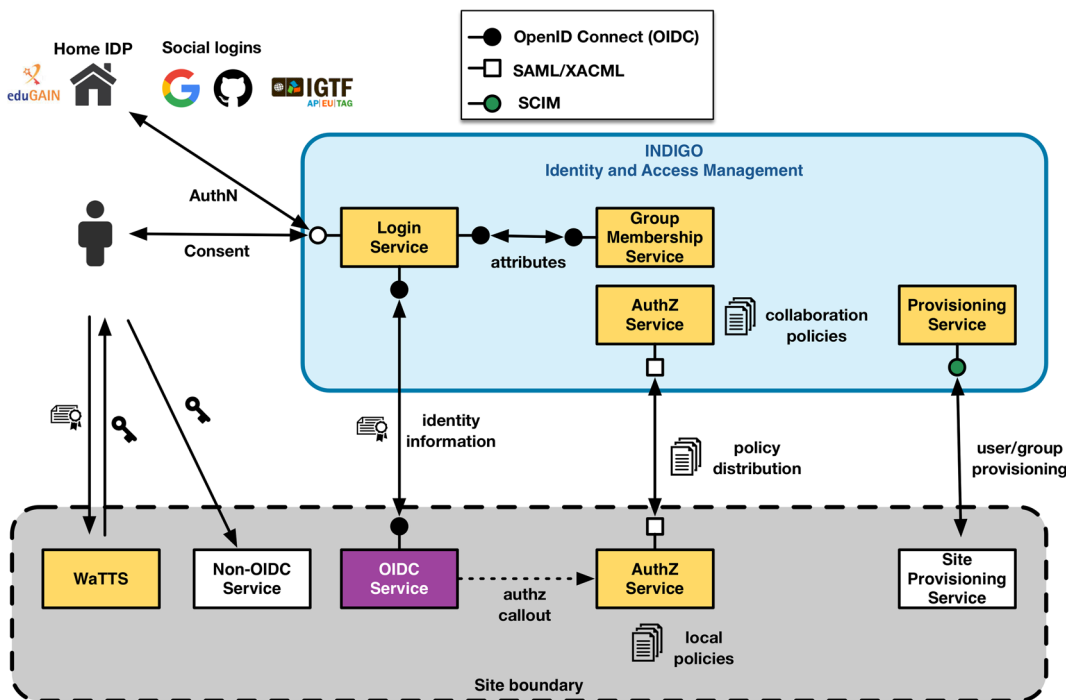 Home IDP
Social logins
eduGAIN
IGTF
AP|EU|TAG
OpenID Connect (OIDC)
SAML/XACML
SCIM
INDIGO
Identity and Access Management
AuthN
Consent
Login
Service
attributes
Group
Membership
Service
AuthZ
Service
collaboration
policies
Provisioning
Service
identity
information
policy
distribution
user/group
provisioning
WaTTS
Non-OIDC
Service
OIDC
Service
authz
callout
AuthZ
Service
Site
Provisioning
Service
local
policies
Site boundary